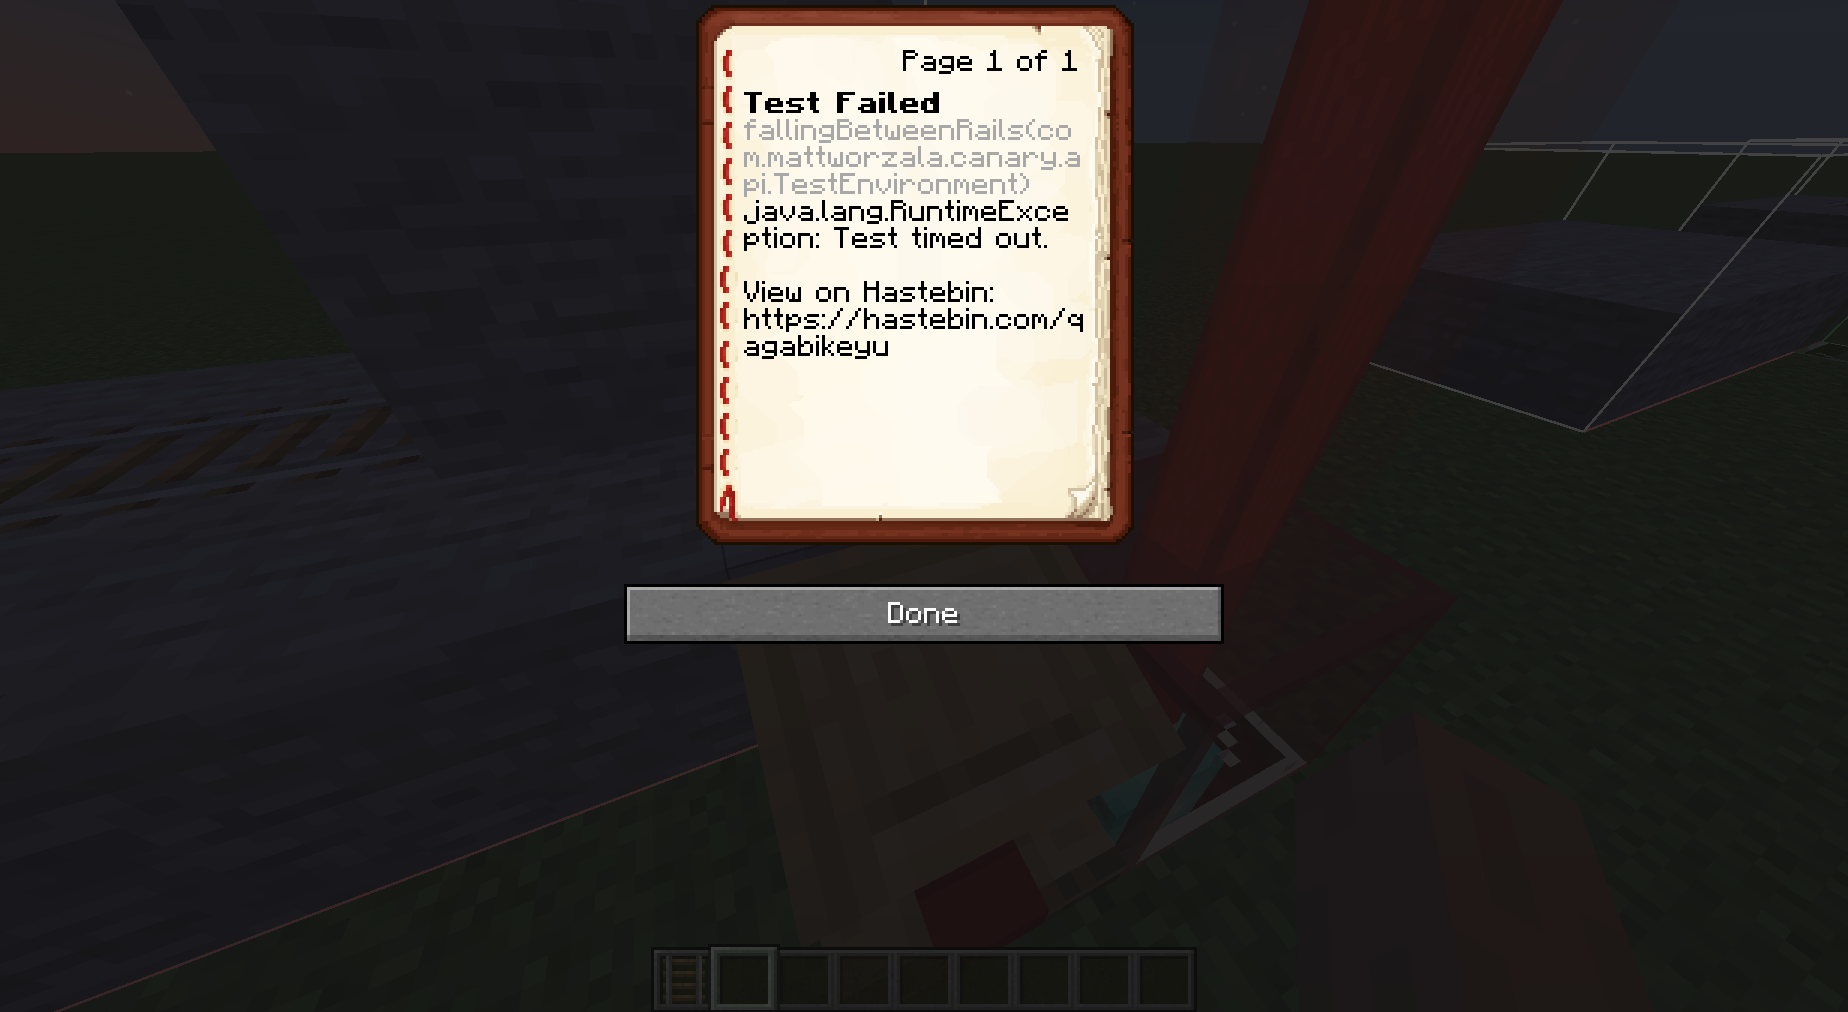 Page 1 of 1
Test Failed
fallingBetweenRails(co
m.mattworzala.canary.a
pi.TestEnvironment)
java.lang.RuntimeExce
ption: Test timed out.
View on Hastebin:
https://hastebin.com/q
agabikeyu
Done